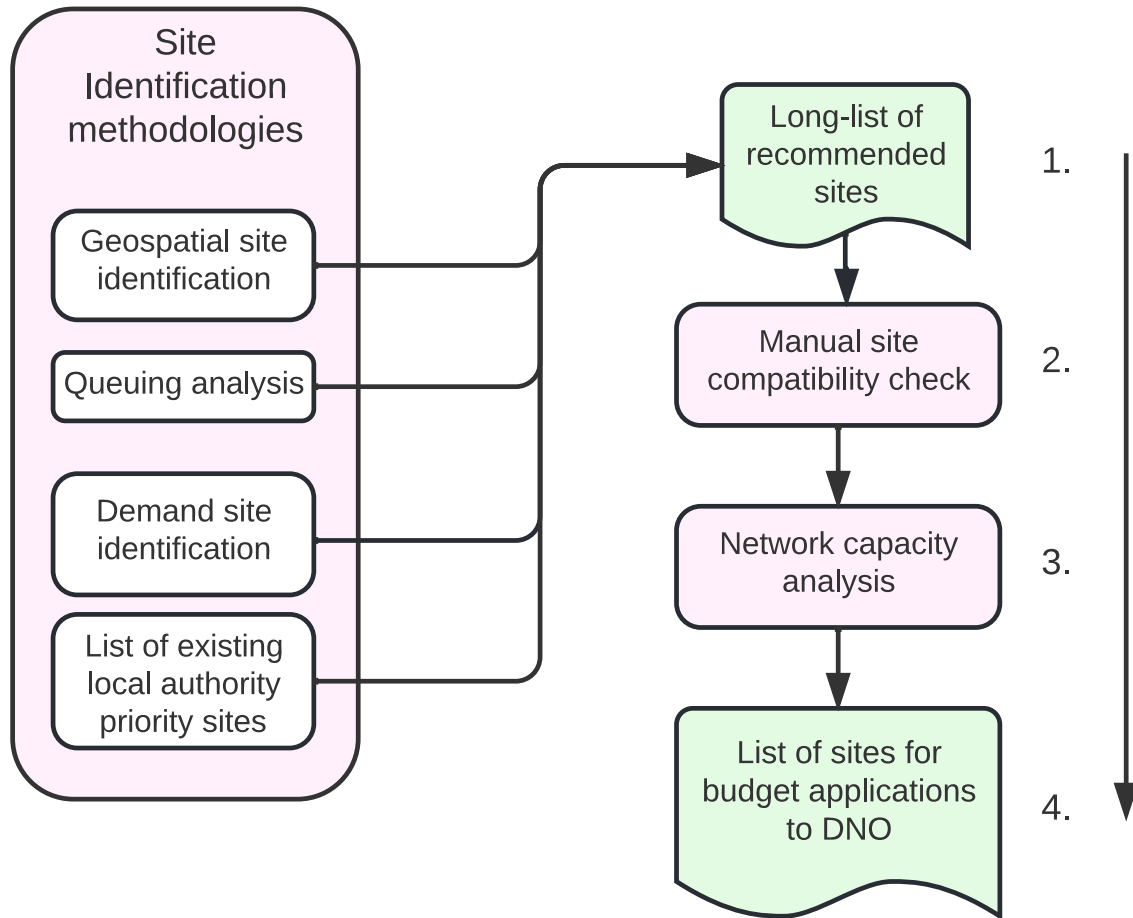 Site
Identification
methodologies
Geospatial site
identification
Queuing analysis
Demand site
identification
List of existing
local authority
priority sites
Long-list of
recommended
sites
1.
Manual site
compatibility check
2.
Network capacity
analysis
3.
List of sites for
budget applications
to DNO
4.